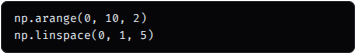 np.arange(0, 10, 2)
np.linspace(0, 1, 5)